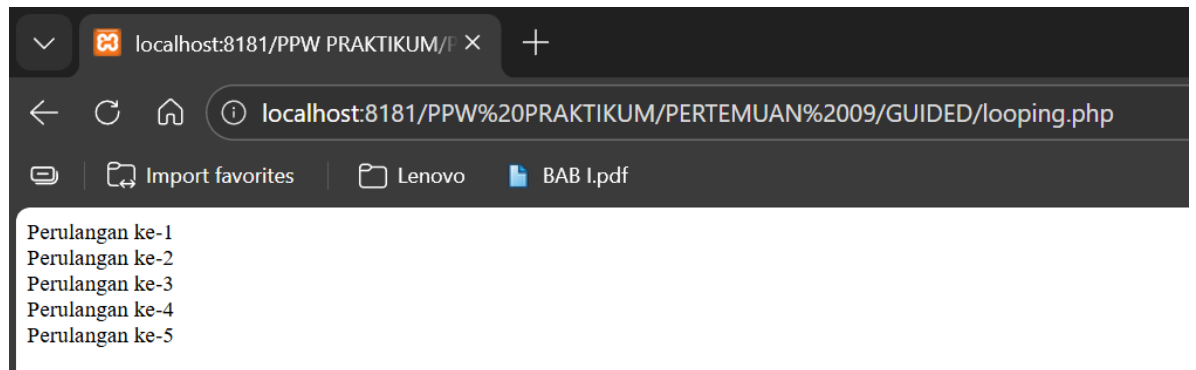 localhost:8181/PPW PRAKTIKUM/P
localhost:8181/PPW%20PRAKTIKUM/PERTEMUAN%2009/GUIDED/looping.php
Import favorites Lenovo BAB I.pdf
Perulangan ke-1
Perulangan ke-2
Perulangan ke-3
Perulangan ke-4
Perulangan ke-5